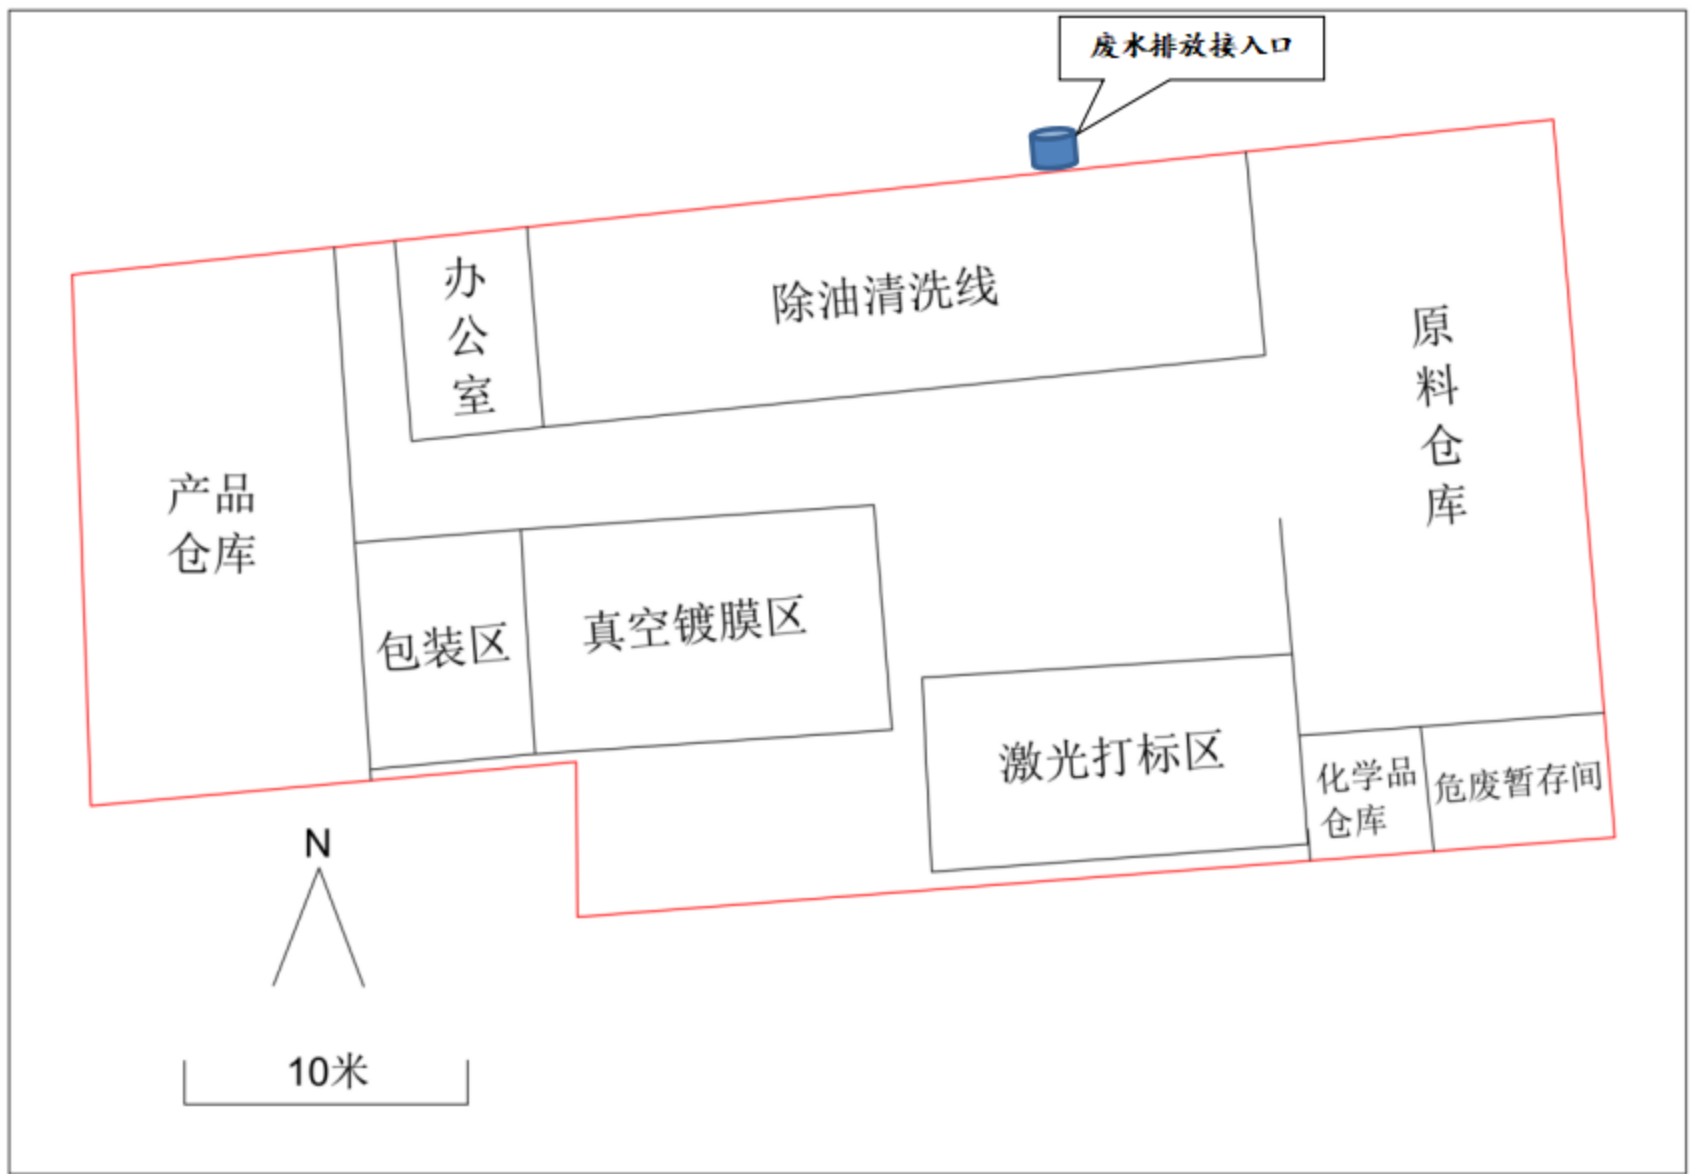 废水排放接入口
办公室
除油清洗线
原料仓库
产品
仓库
包装区
真空镀膜区
激光打标区
化学品
仓库
危废暂存间
N
10米